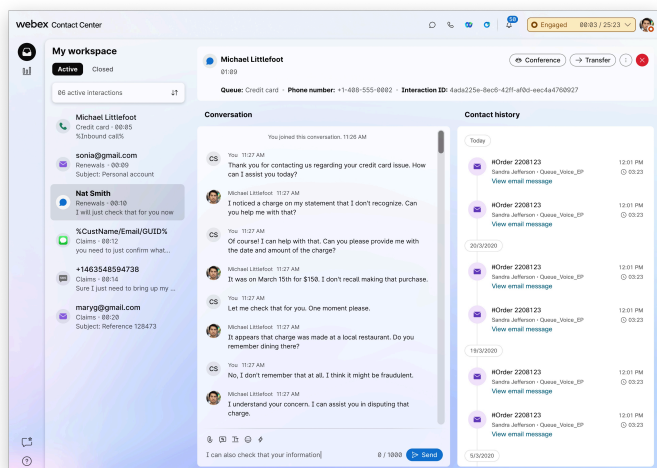 webex Contact Center
10
Engaged 00:03 / 25:23
My workspace
Active Closed
06 active interactions
Michael Littlefoot
Credit card - 00:05
%Inbound call%
sonia@gmail.com
Renewals - 00:09
Subject: Personal account
Nat Smith
Renewals - 00:10
I will just check that for you now
%CustName/Email/GUID%
Claims - 00:12
you need to just confirm what...
+1463548594738
Claims - 00:14
Sure I just need to bring up my ...
maryg@gmail.com
Claims - 00:20
Subject: Reference 128473
Michael Littlefoot
01:09
Conference Transfer
Queue: Credit card - Phone number: +1-408-555-0002 - Interaction ID: 4ada225e-8ec6-42ff-af0d-eec4a4760927
Conversation
You joined this conversation, 11:26 AM
CS You 11:27 AM
Thank you for contacting us regarding your credit card issue. How
can I assist you today?
Michael Littlefoot 11:27 AM
I noticed a charge on my statement that I don't recognize. Can
you help me with that?
CS You 11:27 AM
Of course! I can help with that. Can you please provide me with
the date and amount of the charge?
Michael Littlefoot 11:27 AM
It was on March 15th for $150. I don't recall making that purchase.
CS You 11:27 AM
Let me check that for you. One moment please.
Michael Littlefoot 11:27 AM
It appears that charge was made at a local restaurant. Do you
remember dining there?
CS You 11:27 AM
No, I don't remember that at all, I think it might be fraudulent.
Michael Littlefoot 11:27 AM
I understand your concern. I can assist you in disputing that
charge.
I can also check that your information
0 / 1000 Send
Contact history
Today
#Order 2208123 12:01 PM
Sandra Jefferson • Queue_Voice_EP 03:23
View email message
#Order 2208123 12:01 PM
Sandra Jefferson • Queue_Voice_EP 03:23
View email message
20/3/2020
#Order 2208123 12:01 PM
Sandra Jefferson • Queue_Voice_EP 03:23
View email message
#Order 2208123 12:01 PM
Sandra Jefferson • Queue_Voice_EP 03:23
View email message
19/3/2020
#Order 2208123 12:01 PM
Sandra Jefferson • Queue_Voice_EP 03:23
View email message
#Order 2208123 12:01 PM
Sandra Jefferson • Queue_Voice_EP 03:23
View email message
5/3/2020